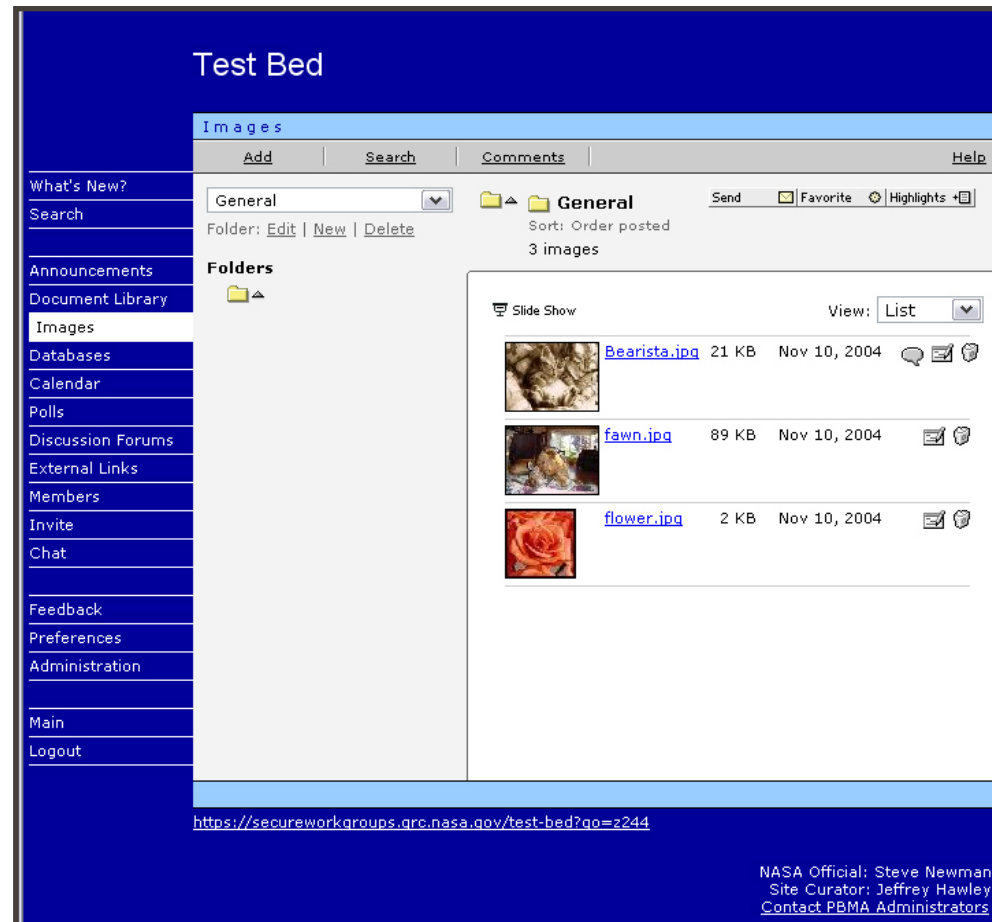 Test Bed
Images
Add Search Comments Help
What's New?
Search
Announcements
Document Library
Images
Databases
Calendar
Polls
Discussion Forums
External Links
Members
Invite
Chat
Feedback
Preferences
Administration
Main
Logout
General
Folder: Edit | New | Delete
Folders
General
Sort: Order posted
3 images
Send Favorite Highlights
Slide Show View: List
Bearista.jpg 21 KB Nov 10, 2004
fawn.jpg 89 KB Nov 10, 2004
flower.jpg 2 KB Nov 10, 2004
https://secureworkgroups.grc.nasa.gov/test-bed?go=z244
NASA Official: Steve Newman
Site Curator: Jeffrey Hawley
Contact PBMA Administrators